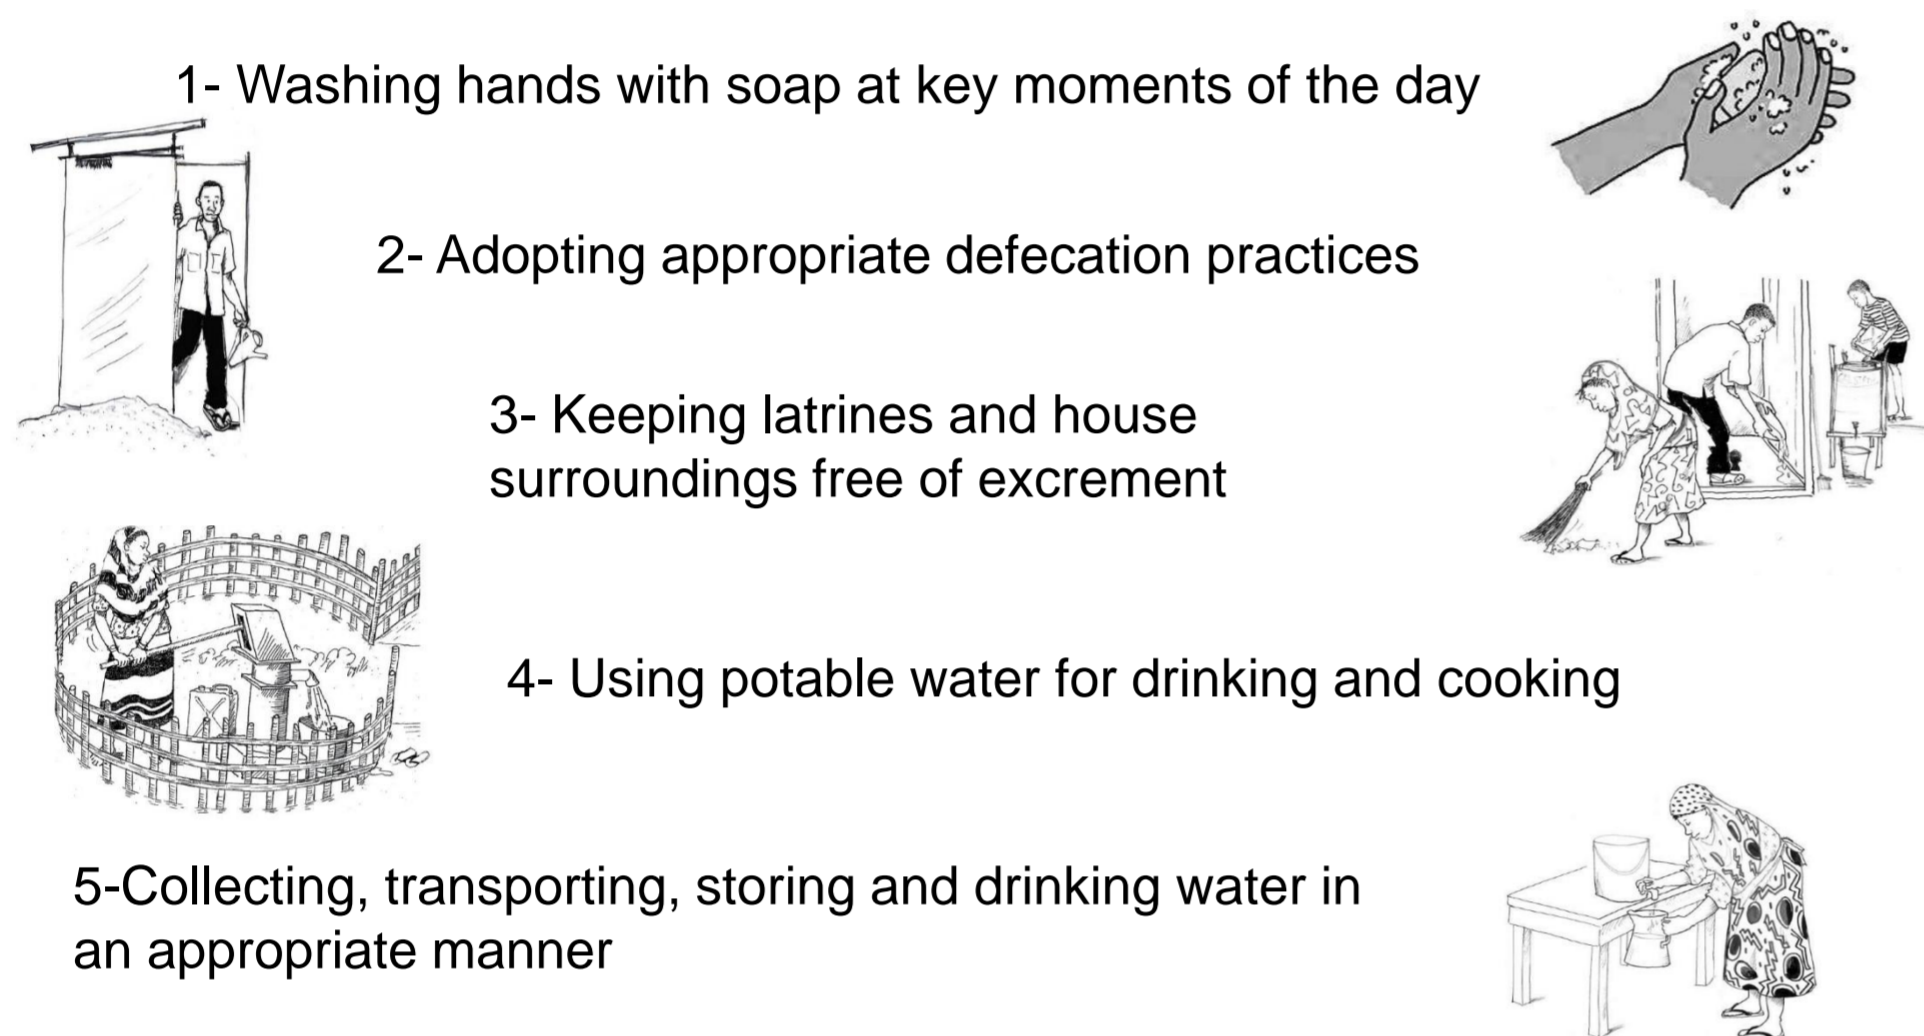 1- Washing hands with soap at key moments of the day
2- Adopting appropriate defecation practices
3- Keeping latrines and house
surroundings free of excrement
4- Using potable water for drinking and cooking
5-Collecting, transporting, storing and drinking water in
an appropriate manner